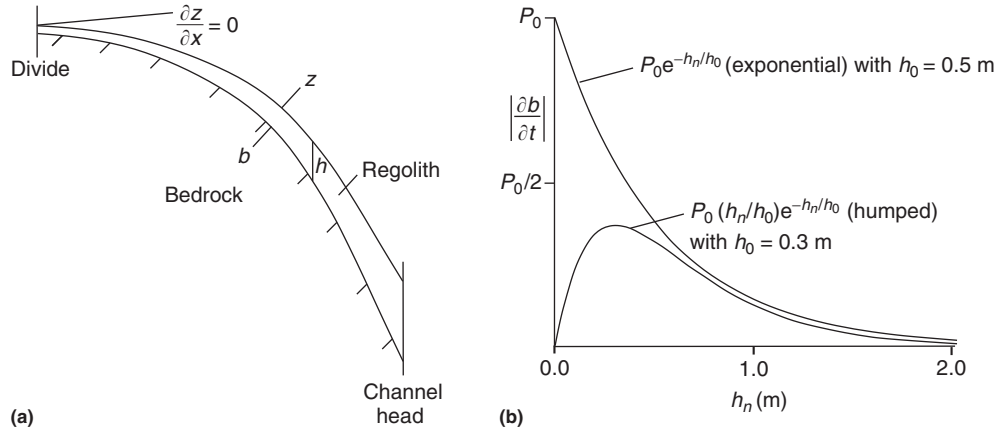 ∂z/∂x = 0
Divide
z
b
h
Regolith
Bedrock
Channel
head
(a)
P₀
P₀e^{−hₙ/h₀} (exponential) with h₀ = 0.5 m
|∂b/∂t|
P₀/2
P₀ (hₙ/h₀)e^{−hₙ/h₀} (humped)
with h₀ = 0.3 m
0.0
1.0
2.0
hₙ (m)
(b)